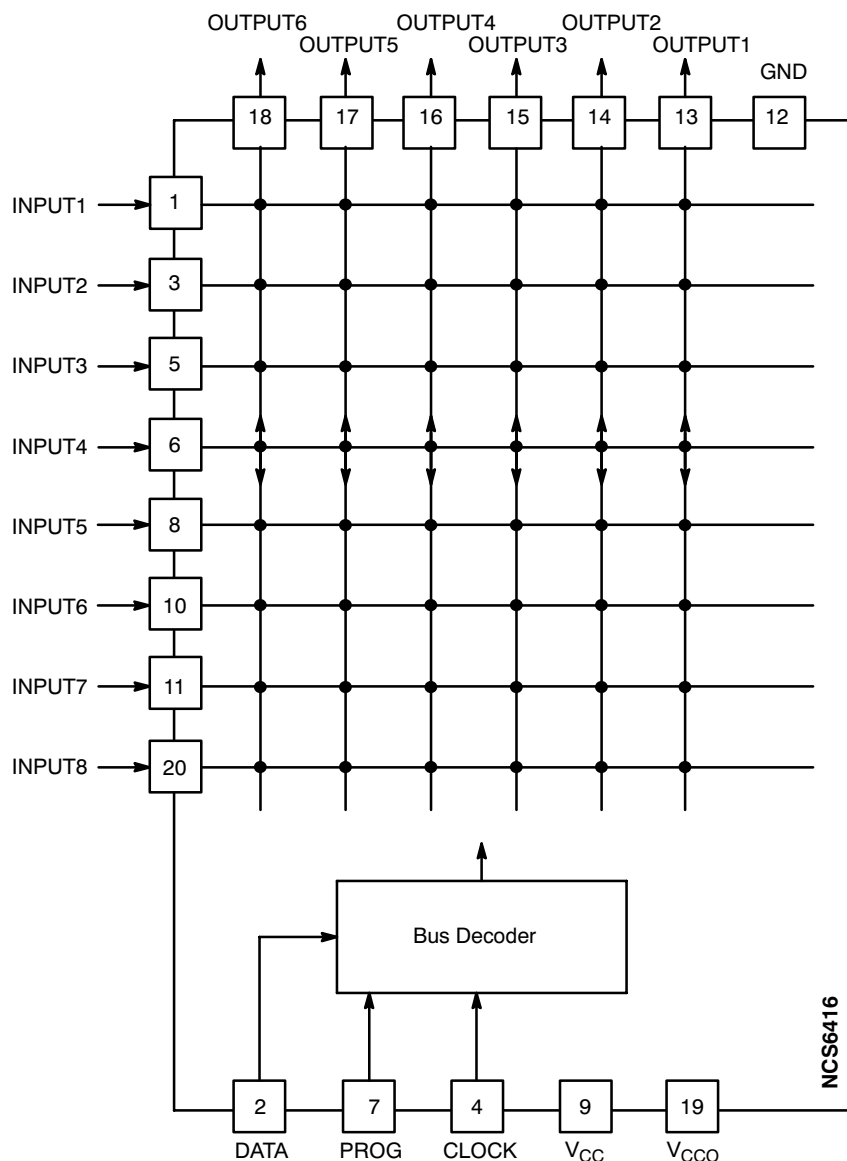 OUTPUT6
OUTPUT5
OUTPUT4
OUTPUT3
OUTPUT2
OUTPUT1
GND
18
17
16
15
14
13
12
INPUT1
1
INPUT2
3
INPUT3
5
INPUT4
6
INPUT5
8
INPUT6
10
INPUT7
11
INPUT8
20
Bus Decoder
NCS6416
2
7
4
9
19
DATA
PROG
CLOCK
VCC
VCCO